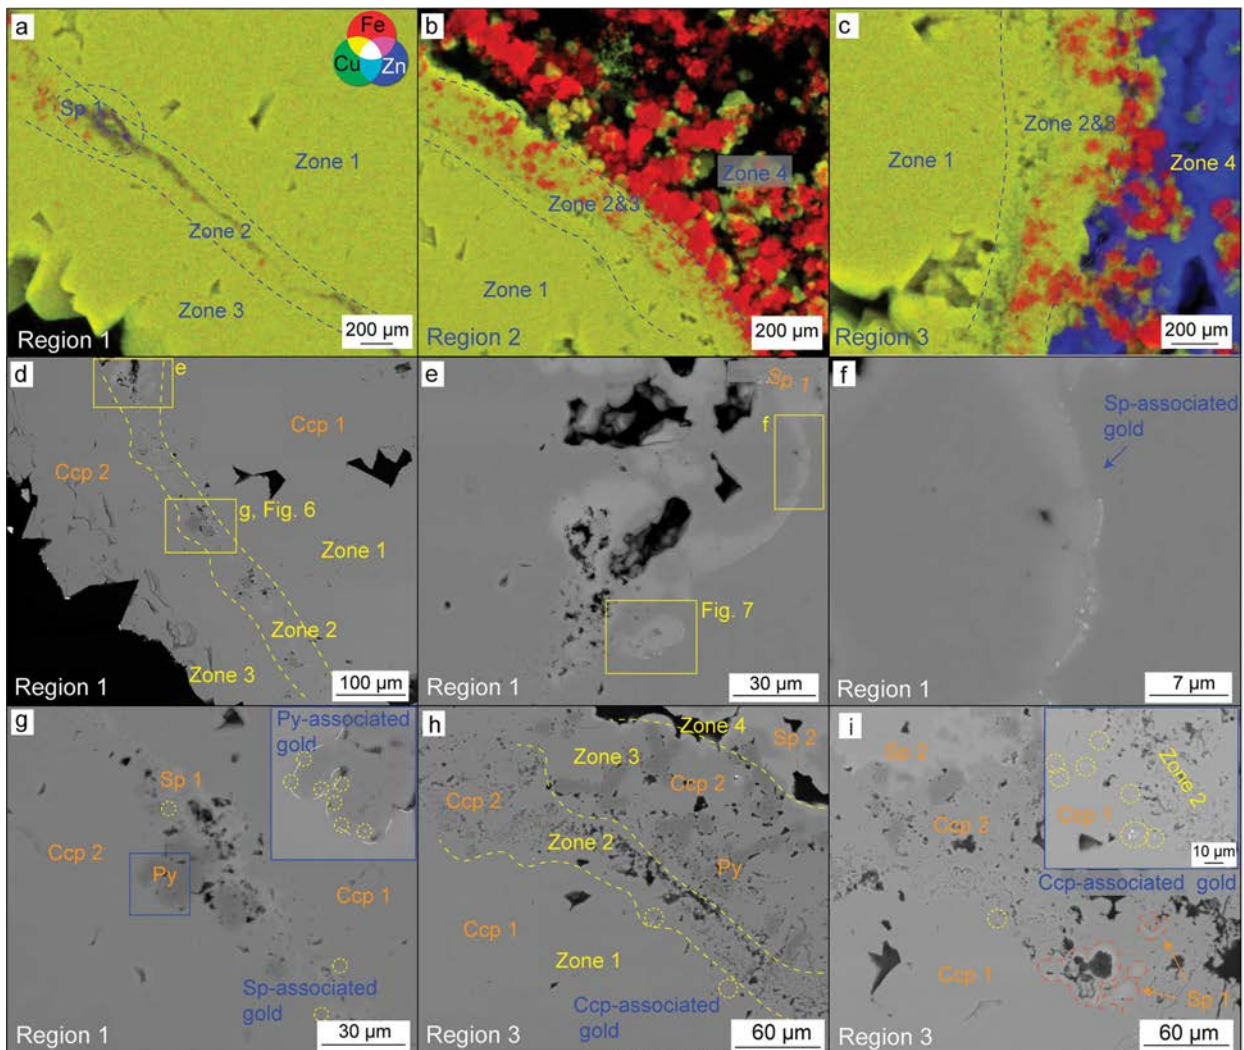 a
Fe
Cu
Zn
Sp 1
Zone 1
Zone 2
Zone 3
Region 1
200 µm
b
Zone 4
Zone 2&3
Zone 1
Region 2
200 µm
c
Zone 2&3
Zone 1
Zone 4
Region 3
200 µm
d
e
Ccp 1
Ccp 2
g, Fig. 6
Zone 1
Zone 2
Zone 3
Region 1
100 µm
e
Sp 1
f
Fig. 7
Region 1
30 µm
f
Sp-associated
gold
Region 1
7 µm
g
Py-associated
gold
Sp 1
Ccp 2
Py
Ccp 1
Sp-associated
gold
Region 1
30 µm
h
Zone 4
Zone 3
Sp 2
Ccp 2
Ccp 2
Zone 2
Py
Ccp 1
Zone 1
Ccp-associated
gold
Region 3
60 µm
i
Sp 2
Zone 2
Ccp 1
Ccp 2
10 µm
Ccp-associated gold
Ccp 1
Sp 1
Region 3
60 µm